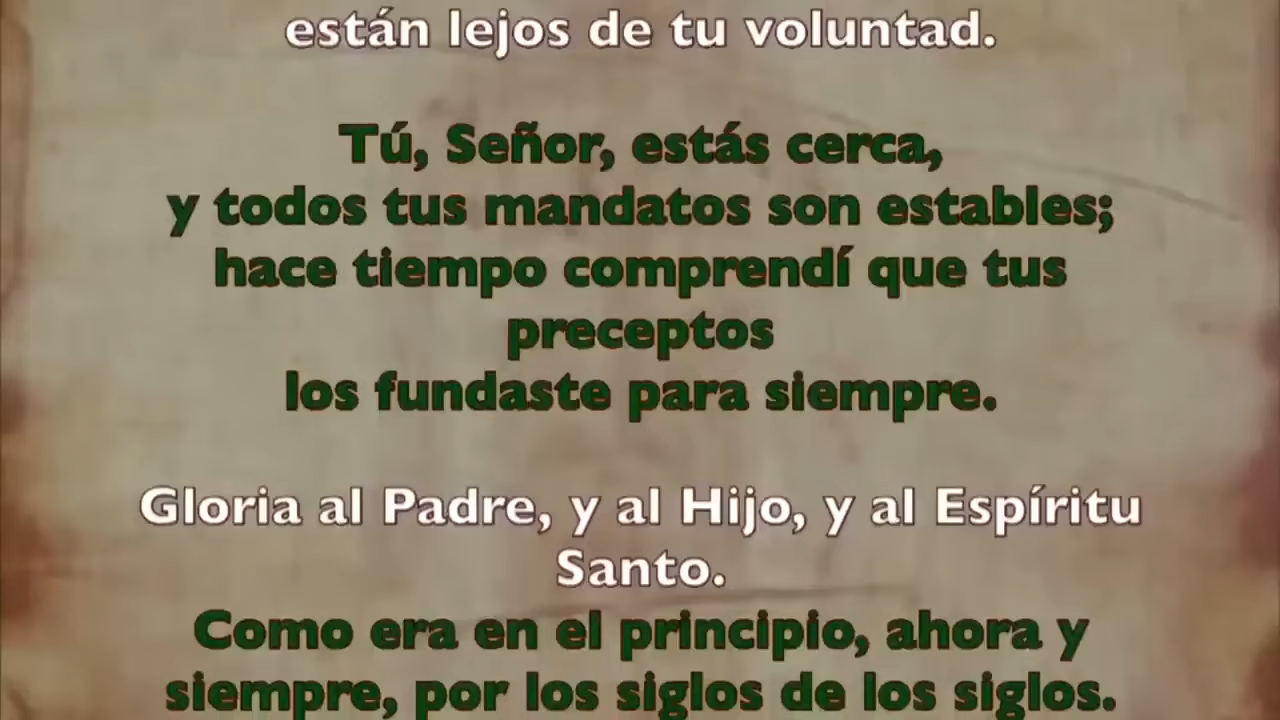 están lejos de tu voluntad.
Tú, Señor, estás cerca,
y todos tus mandatos son estables;
hace tiempo comprendí que tus
preceptos
los fundaste para siempre.
Gloria al Padre, y al Hijo, y al Espíritu
Santo.
Como era en el principio, ahora y
siempre, por los siglos de los siglos.